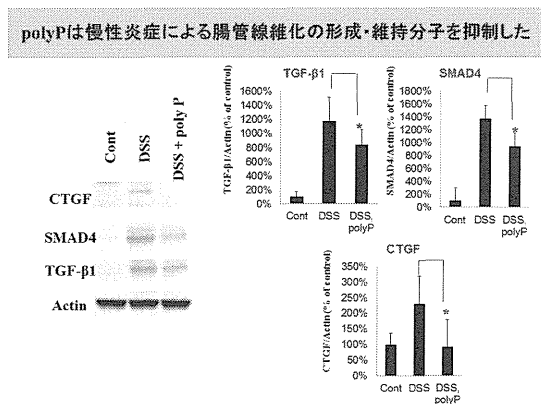 polyPは慢性炎症による腸管線維化の形成・維持分子を抑制した
Cont
DSS
DSS + poly P
CTGF
SMAD4
TGF-β1
Actin
TGF-β1
TGF-β1/Actin(% of control)
1800%
1600%
1400%
1200%
1000%
800%
600%
400%
200%
0%
*
Cont DSS DSS,
polyP
SMAD4
SMAD4/Actin(% of control)
1800%
1600%
1400%
1200%
1000%
800%
600%
400%
200%
0%
*
Cont DSS DSS,
polyP
CTGF
CTGF/Actin(% of control)
350%
300%
250%
200%
150%
100%
50%
0%
*
Cont DSS DSS,
polyP